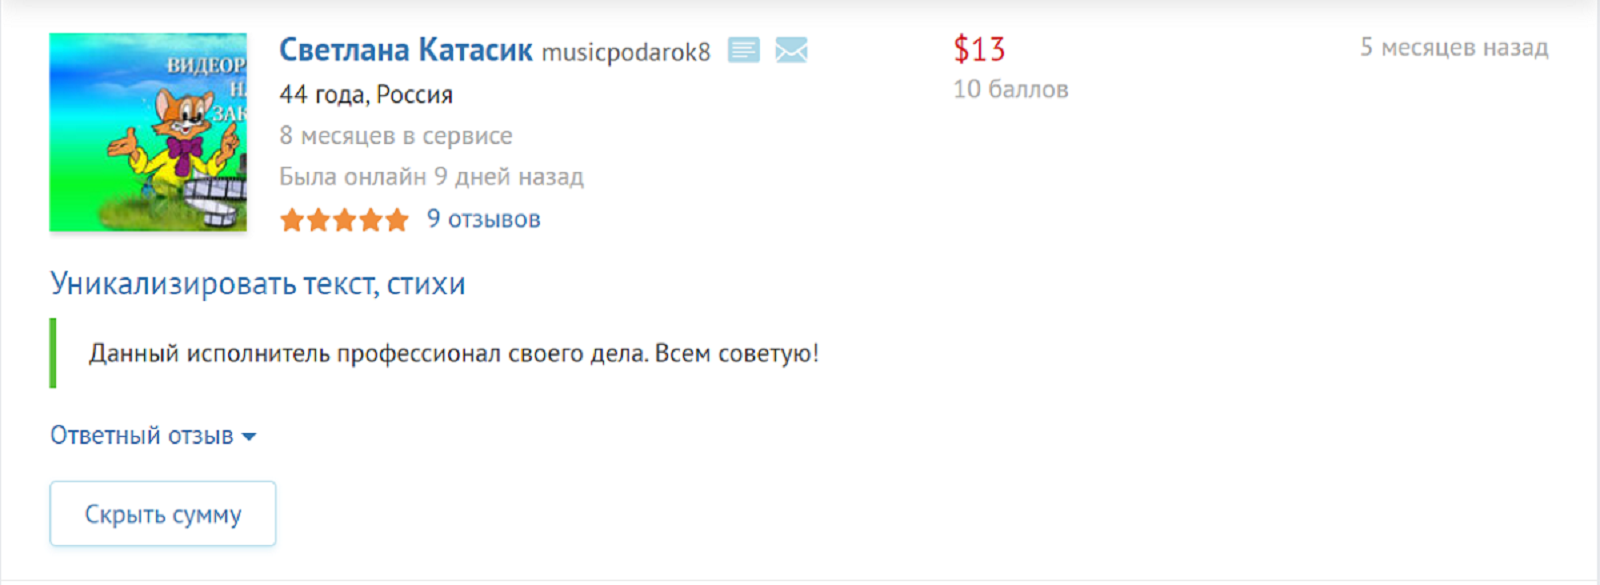 ВИДЕОР
Н
ЗАК
Светлана Катасик musicpodarok8
$13
5 месяцев назад
44 года, Россия
10 баллов
8 месяцев в сервисе
Была онлайн 9 дней назад
9 отзывов
Уникализировать текст, стихи
Данный исполнитель профессионал своего дела. Всем советую!
Ответный отзыв
Скрыть сумму